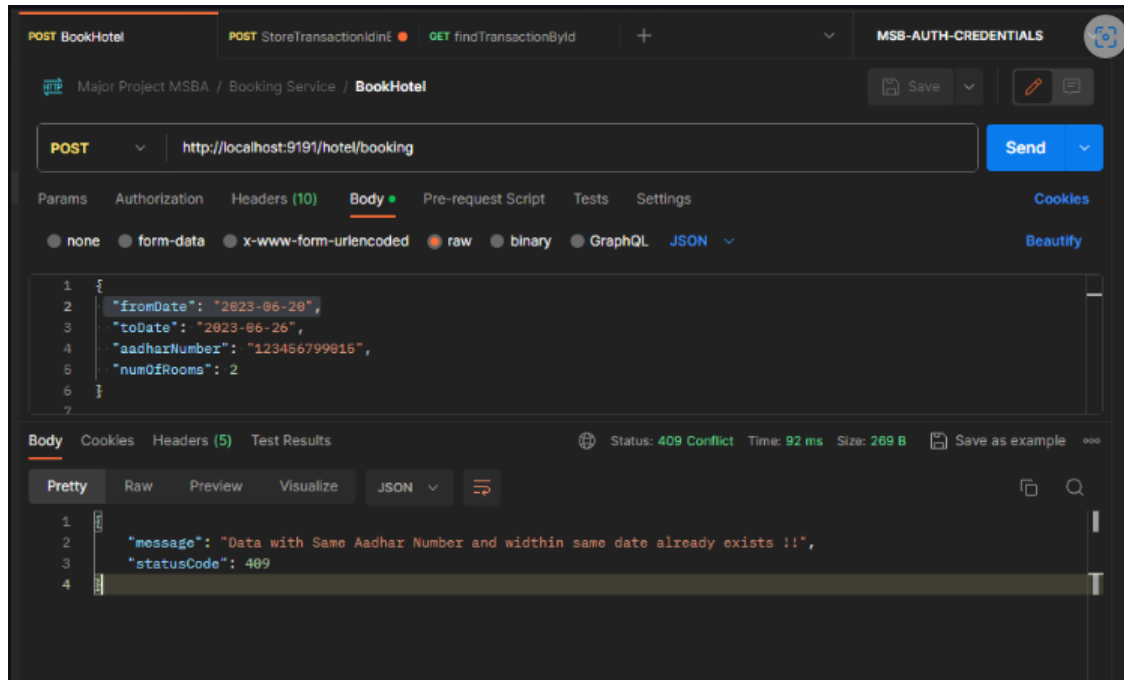 POST BookHotel
POST StoreTransactionIdinE
GET findTransactionById
MSB-AUTH-CREDENTIALS
HTTP Major Project MSBA / Booking Service / BookHotel
Save
POST http://localhost:9191/hotel/booking
Send
Params Authorization Headers (10) Body Pre-request Script Tests Settings Cookies
none form-data x-www-form-urlencoded raw binary GraphQL JSON Beautify
1 {
2 "fromDate": "2023-06-20",
3 "toDate": "2023-06-26",
4 "aadharNumber": "123456799016",
5 "numOfRooms": 2
6 }
7
Body Cookies Headers (5) Test Results Status: 409 Conflict Time: 92 ms Size: 269 B Save as example
Pretty Raw Preview Visualize JSON
1 {
2 "message": "Data with Same Aadhar Number and widthin same date already exists !!",
3 "statusCode": 409
4 }